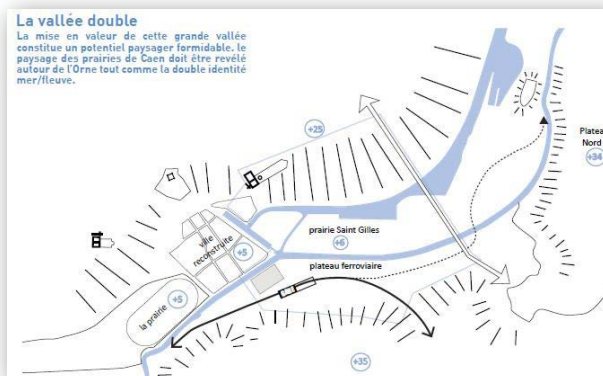 La vallée double
La mise en valeur de cette grande vallée
constitue un potentiel paysager formidable. le
paysage des prairies de Caen doit être revélé
autour de l'Orne tout comme la double identité
mer/fleuve.
+25
Plateau
Nord
+34
prairie Saint Gilles
+6
ville
reconstruite
+5
plateau ferroviaire
la prairie
+5
+35